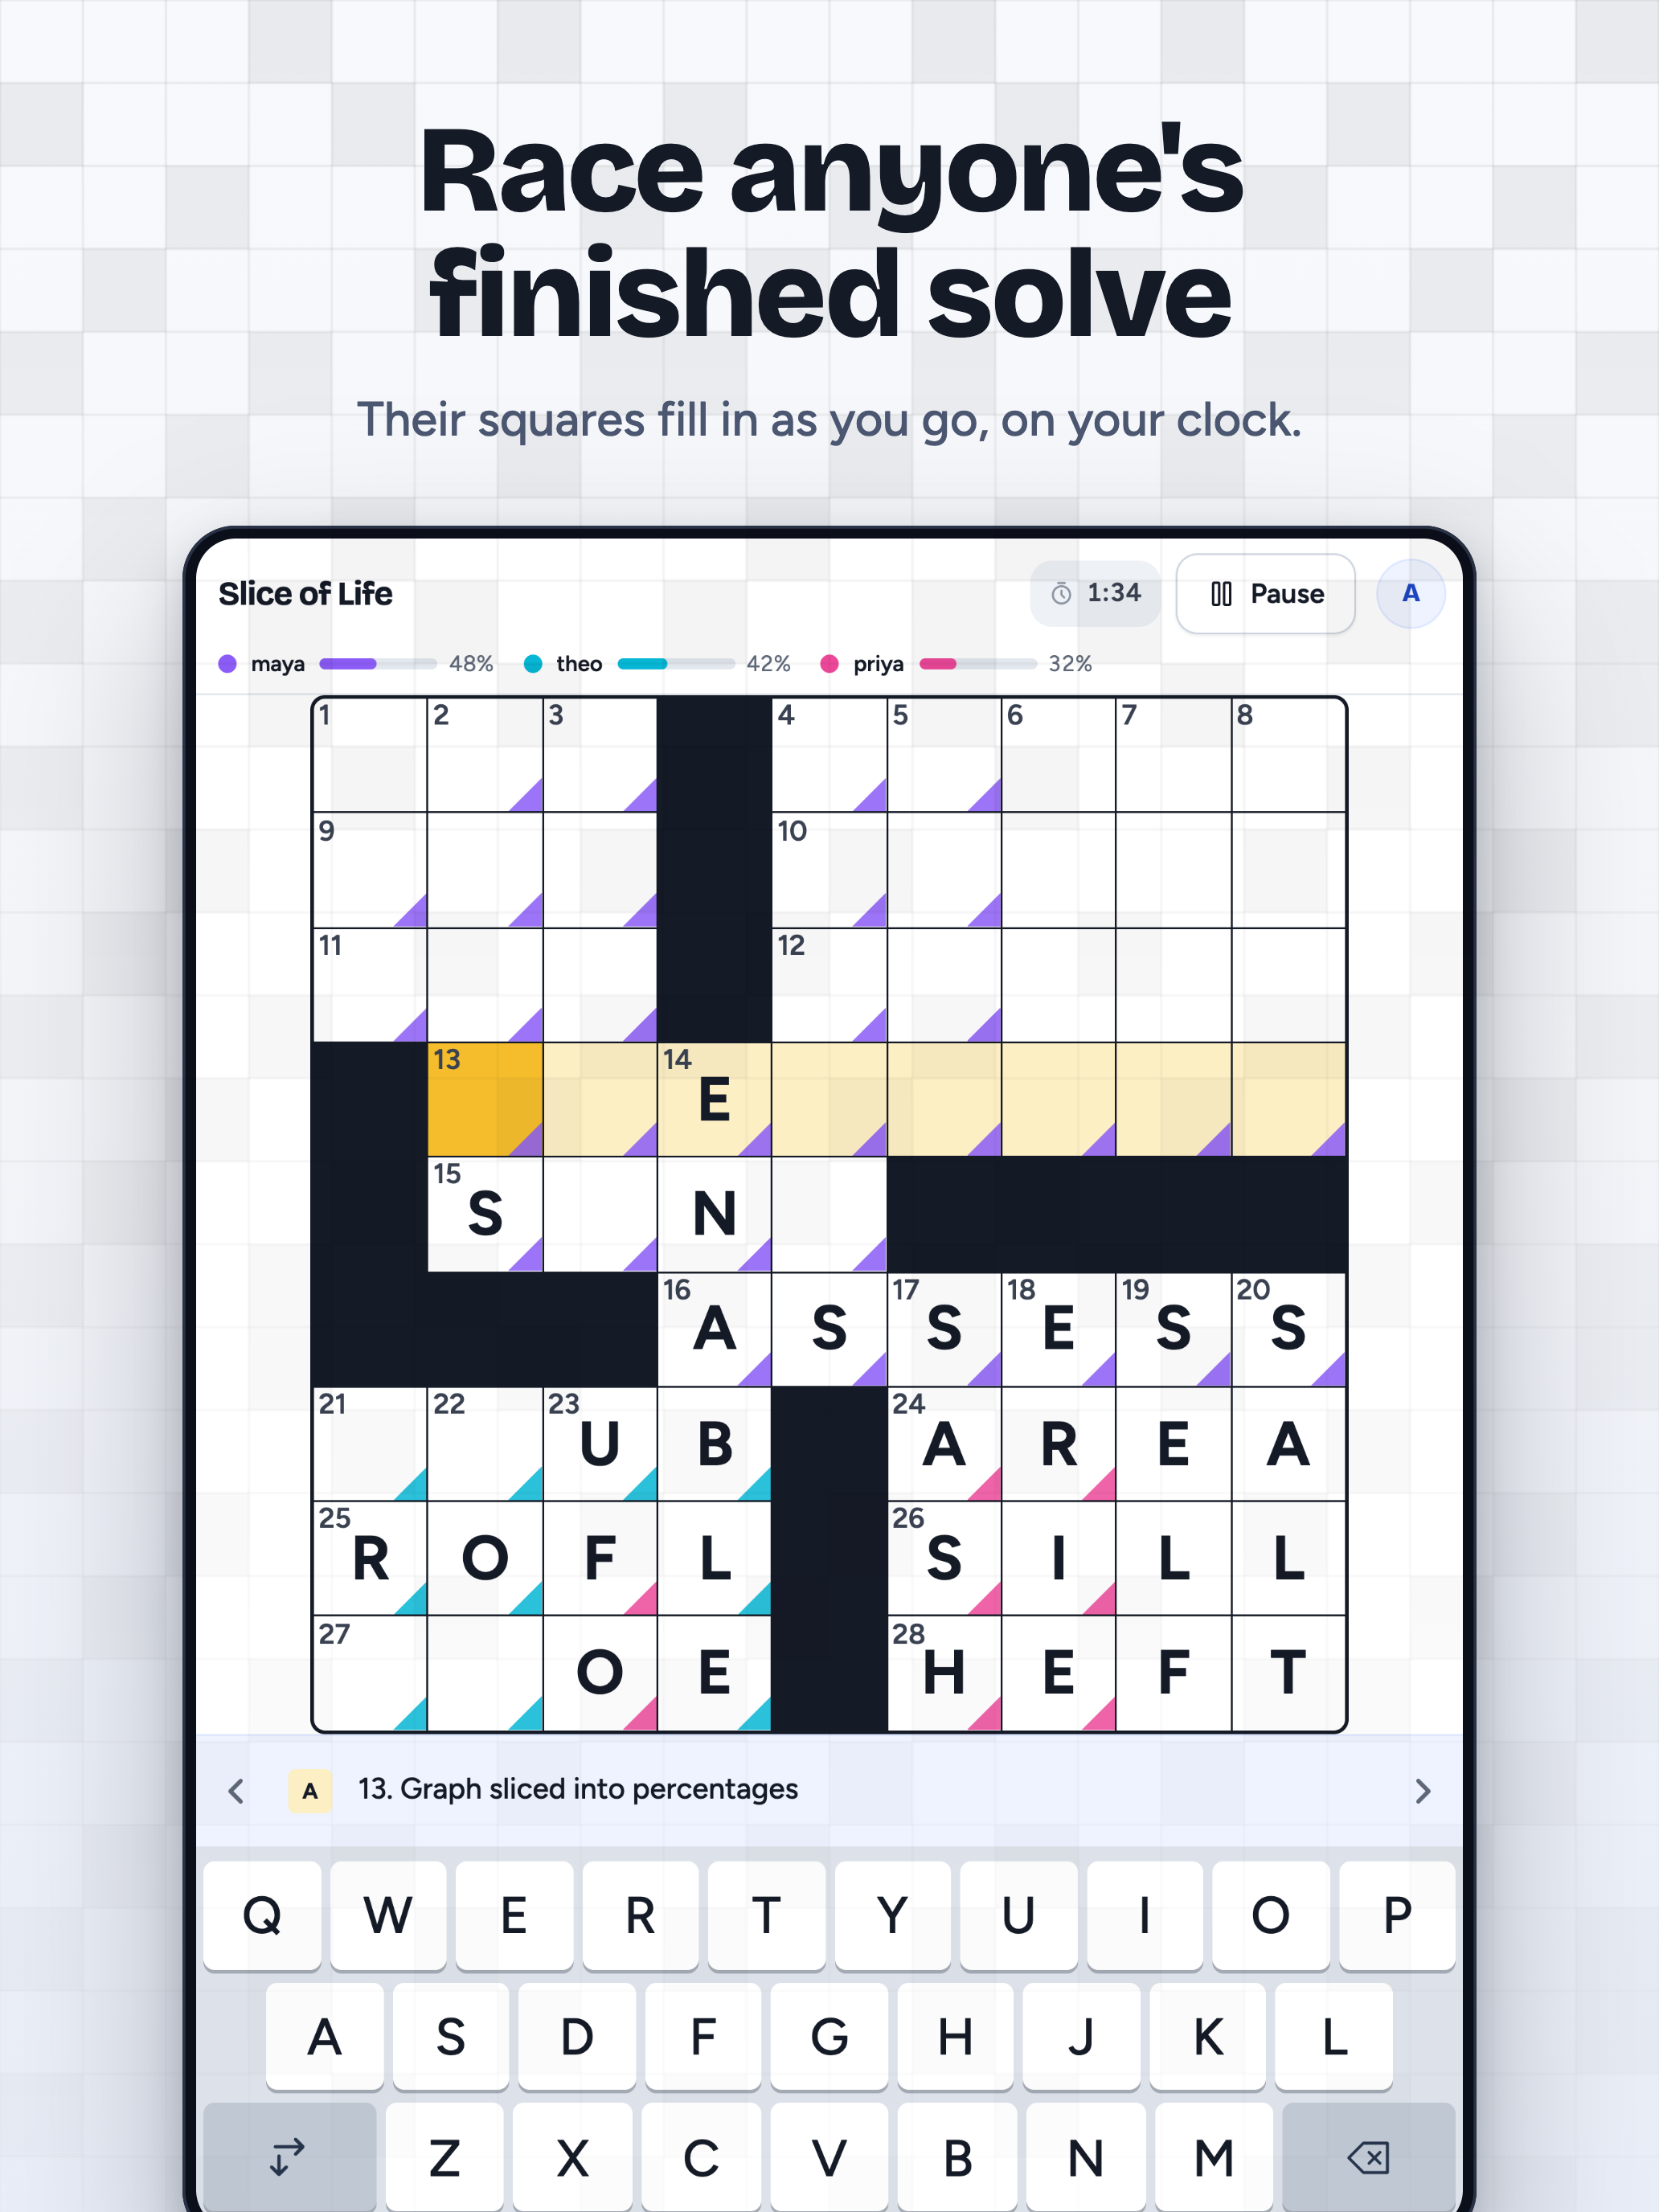 Race anyone's
finished solve
Their squares fill in as you go, on your clock.
Slice of Life 1:34 Pause A
maya 48% theo 42% priya 32%
1 2 3 4 5 6 7 8
9 10
11 12
13 14 E
15 S N
16 A S 17 S 18 E 19 S 20 S
21 22 23 U B 24 A R E A
25 R O F L 26 S I L L
27 O E 28 H E F T
A 13. Graph sliced into percentages
Q W E R T Y U I O P
A S D F G H J K L
Z X C V B N M